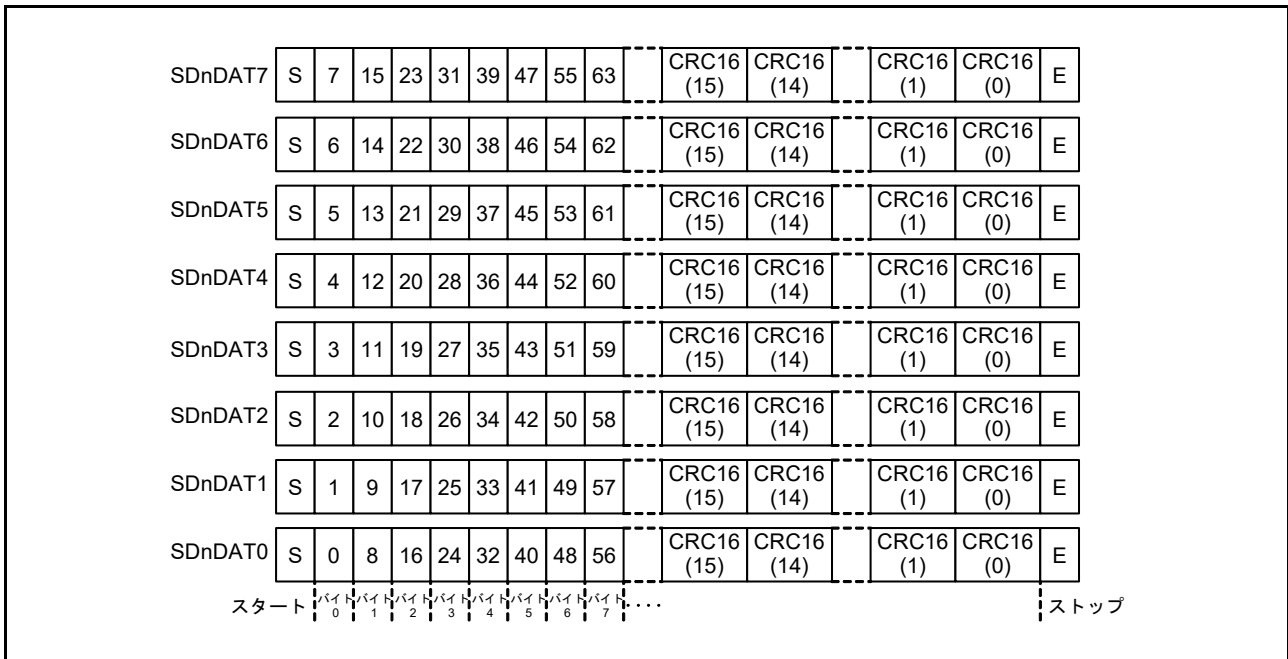 SDnDAT7 S 7 15 23 31 39 47 55 63 CRC16 (15) CRC16 (14) CRC16 (1) CRC16 (0) E
SDnDAT6 S 6 14 22 30 38 46 54 62 CRC16 (15) CRC16 (14) CRC16 (1) CRC16 (0) E
SDnDAT5 S 5 13 21 29 37 45 53 61 CRC16 (15) CRC16 (14) CRC16 (1) CRC16 (0) E
SDnDAT4 S 4 12 20 28 36 44 52 60 CRC16 (15) CRC16 (14) CRC16 (1) CRC16 (0) E
SDnDAT3 S 3 11 19 27 35 43 51 59 CRC16 (15) CRC16 (14) CRC16 (1) CRC16 (0) E
SDnDAT2 S 2 10 18 26 34 42 50 58 CRC16 (15) CRC16 (14) CRC16 (1) CRC16 (0) E
SDnDAT1 S 1 9 17 25 33 41 49 57 CRC16 (15) CRC16 (14) CRC16 (1) CRC16 (0) E
SDnDAT0 S 0 8 16 24 32 40 48 56 CRC16 (15) CRC16 (14) CRC16 (1) CRC16 (0) E
スタート バイト 0 バイト 1 バイト 2 バイト 3 バイト 4 バイト 5 バイト 6 バイト 7 ···· ストップ